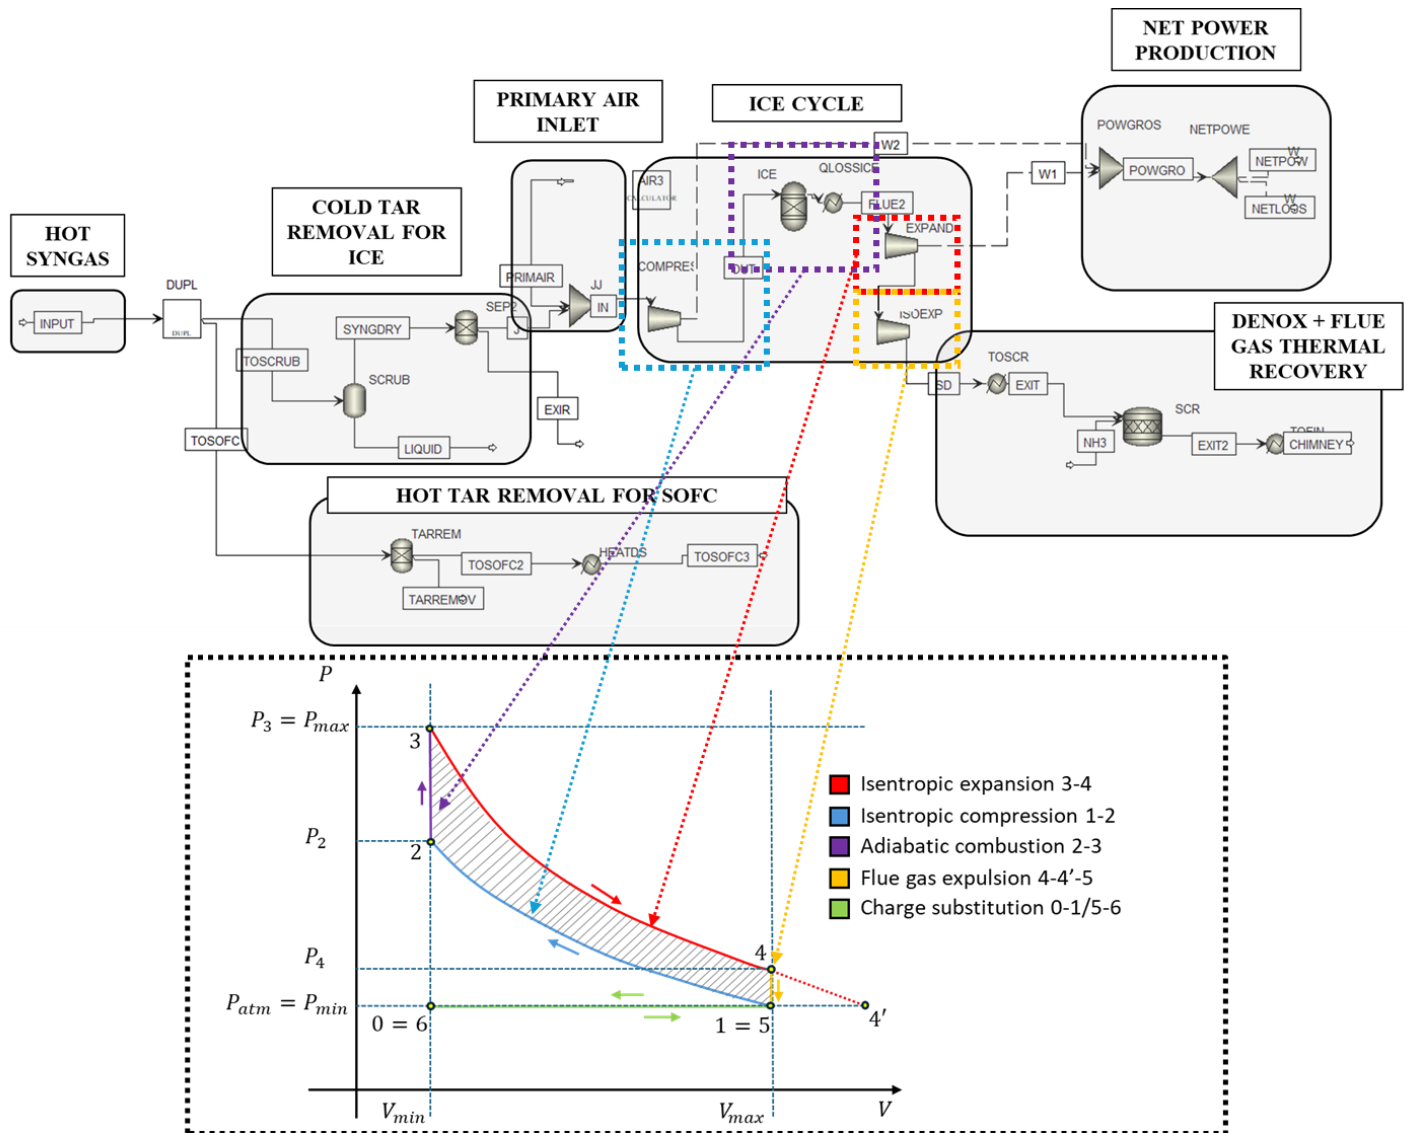 NET POWER
PRODUCTION
PRIMARY AIR
INLET
ICE CYCLE
COLD TAR
REMOVAL FOR
ICE
HOT
SYNGAS
POWGROS
NETPOWE
POWGRO
W
NETPOW
W
NETLOSS
W2
W1
AIR3
CALCULATOR
ICE
QLOSSICE
FLUE2
EXPAND
COMPRES
OUT
ISOEXP
PRIMAIR
JJ
IN
SEP2
J
DUPL
DUPL
INPUT
SYNGDRY
TOSCRUB
SCRUB
LIQUID
EXIR
TOSOFC
DENOX + FLUE
GAS THERMAL
RECOVERY
SD
TOSCR
EXIT
SCR
NH3
EXIT2
CHIMNEY
HOT TAR REMOVAL FOR SOFC
TARREM
TOSOFC2
HEATDS
TOSOFC3
TARREMOV
P
P₃ = Pₘₐₓ
3
P₂
2
P₄
4
Pₐₜₘ = Pₘᵢₙ
0 = 6
1 = 5
4′
Vₘᵢₙ
Vₘₐₓ
V
Isentropic expansion 3-4
Isentropic compression 1-2
Adiabatic combustion 2-3
Flue gas expulsion 4-4’-5
Charge substitution 0-1/5-6